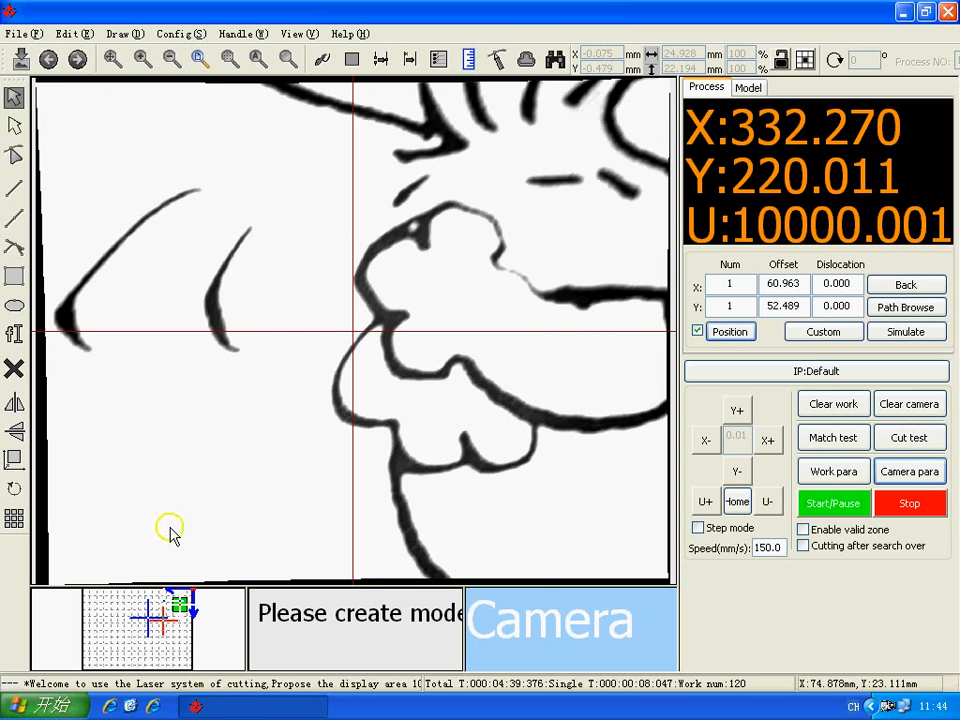 File(F) Edit(E) Draw(D) Config(S) Handle(W) View(V) Help(H)
X -0.075 24.928 100 % 0 Process NO.
Y -0.479 22.194 100 %
Process Model
X:332.270
Y:220.011
U:10000.001
Num Offset Dislocation
X: 1 60.963 0.000 Back
Y: 1 52.489 0.000 Path Browse
Position Custom Simulate
IP:Default
Y+ Clear work Clear camera
X- 0.01 X+ Match test Cut test
Y- Work para Camera para
U+ Home U- Start/Pause Stop
Step mode Enable valid zone
Speed(mm/s): 150.0 Cutting after search over
Please create mode
Camera
--- *Welcome to use the Laser system of cutting,Propose the display area 10 Total T:000:04:39:376:Single T:000:00:08:047:Work num:120 X:74.878mm,Y:23.111mm
开始 CH 11:44